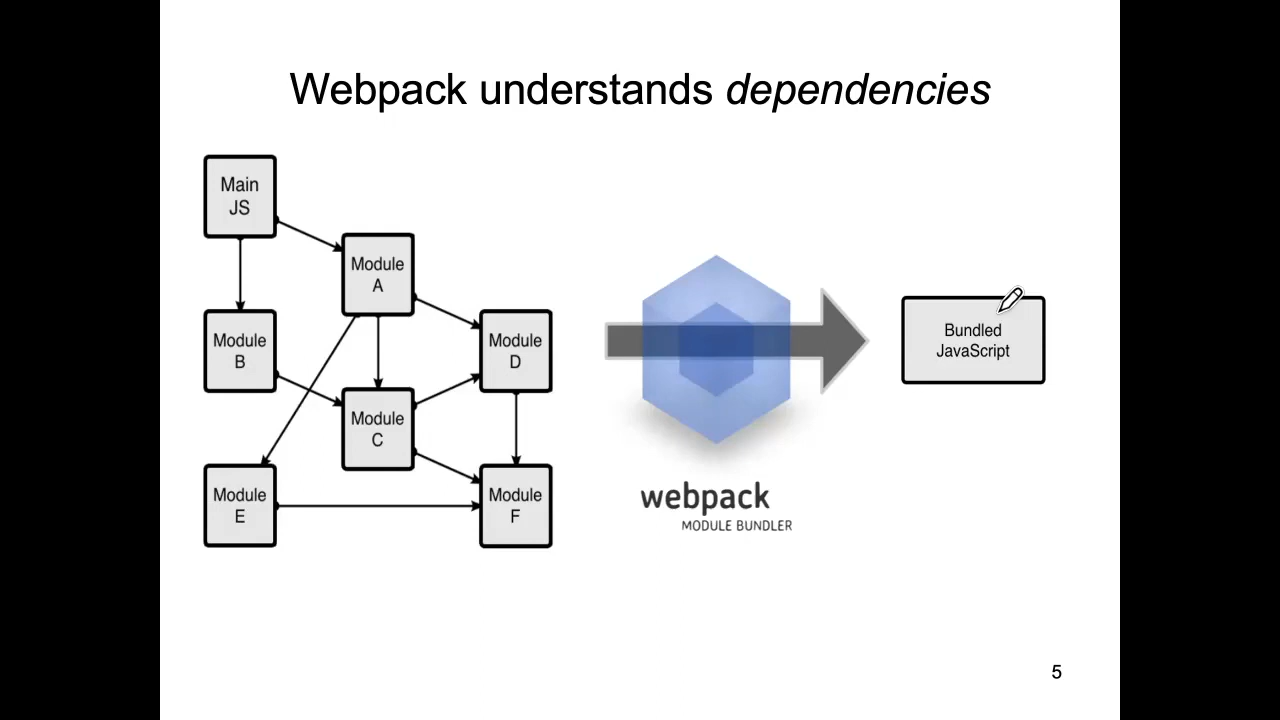 Webpack understands dependencies
Main
JS
Module
A
Module
B
Module
D
Module
C
Module
E
Module
F
webpack
MODULE BUNDLER
Bundled
JavaScript
5